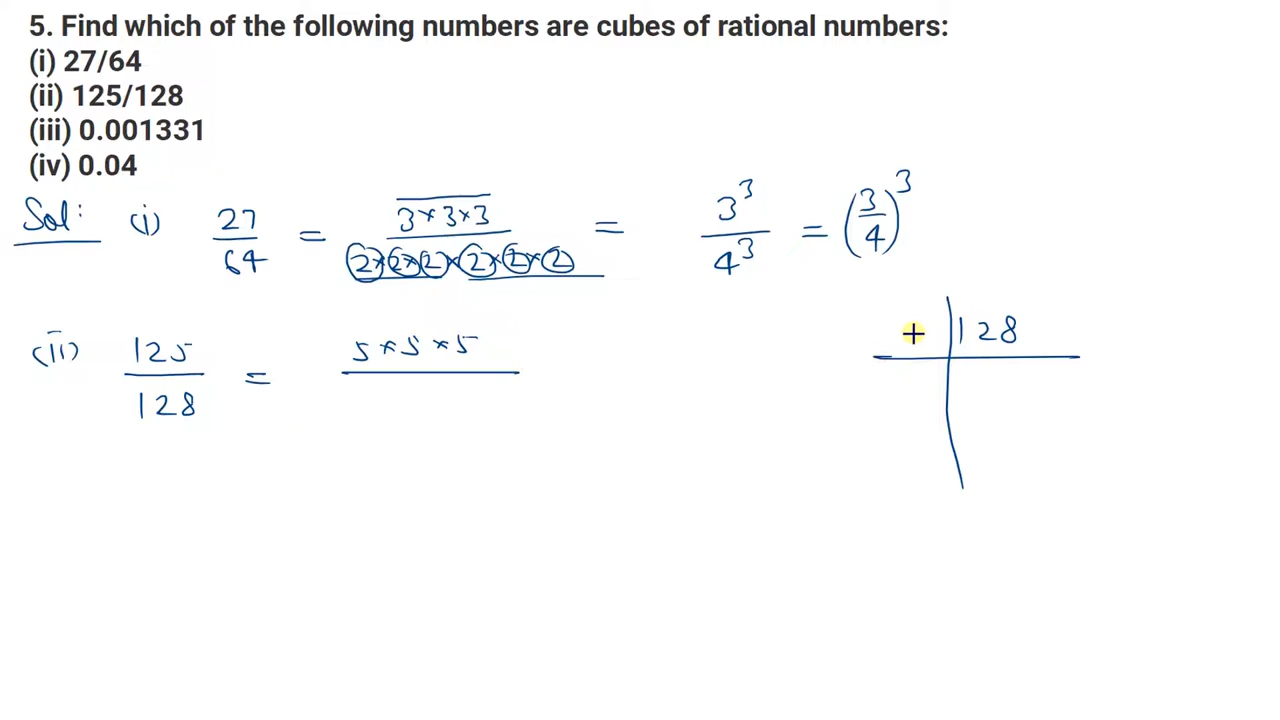 5. Find which of the following numbers are cubes of rational numbers:
(i) 27/64
(ii) 125/128
(iii) 0.001331
(iv) 0.04
Sol: (i) 27/64 = 3×3×3/2×2×2×2×2×2 = 3³/4³ = (3/4)³
(ii) 125/128 = 5×5×5
128